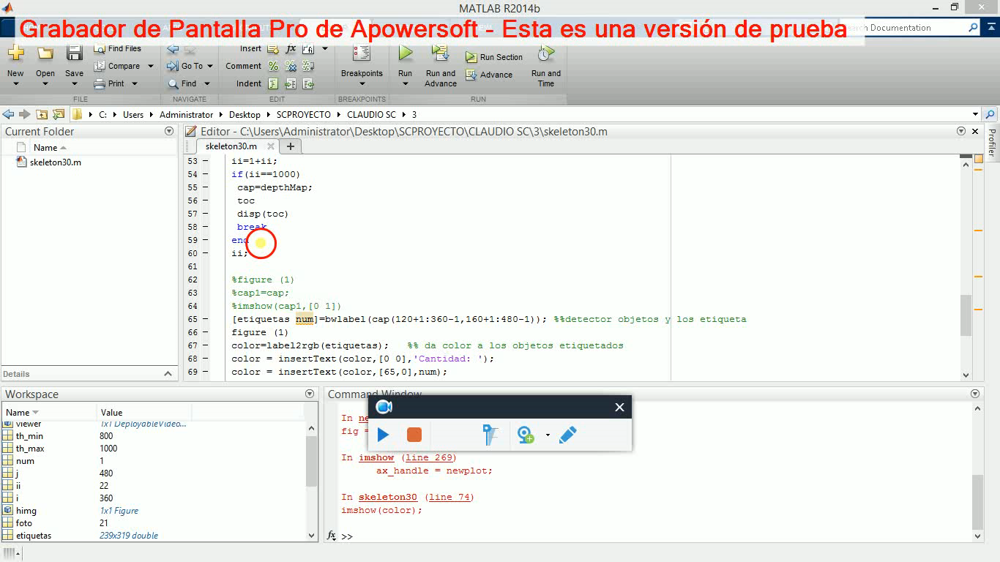 MATLAB R2014b
Grabador de Pantalla Pro de Apowersoft - Esta es una versión de prueba
rch Documentation
New
Open
Save
Find Files
Compare
Print
Go To
Find
Insert
Comment
Indent
fx
Breakpoints
Run
Run and Advance
Run Section
Advance
Run and Time
FILE
NAVIGATE
EDIT
BREAKPOINTS
RUN
C: Users Administrator Desktop SCPROYECTO CLAUDIO SC 3
Current Folder
Name
skeleton30.m
Details
Editor - C:\Users\Administrator\Desktop\SCPROYECTO\CLAUDIO SC\3\skeleton30.m
skeleton30.m
Profiler
53 – ii=1+ii;
54 – if(ii==1000)
55 – cap=depthMap;
56 – toc
57 – disp(toc)
58 – break
59 – end
60 – ii;
61
62 %figure (1)
63 %cap1=cap;
64 %imshow(cap1,[0 1])
65 – [etiquetas num]=bwlabel(cap(120+1:360-1,160+1:480-1)); %%detector objetos y los etiqueta
66 – figure (1)
67 – color=label2rgb(etiquetas); %% da color a los objetos etiquetados
68 – color = insertText(color,[0 0],'Cantidad: ');
69 – color = insertText(color,[65,0],num);
Workspace
Name Value
viewer 1x1 DeployableVideo...
th_min 800
th_max 1000
num 1
j 480
ii 22
i 360
himg 1x1 Figure
foto 21
etiquetas 239x319 double
Command Window
In ne
fig =
In imshow (line 269)
ax_handle = newplot;
In skeleton30 (line 74)
imshow(color);
fx >>